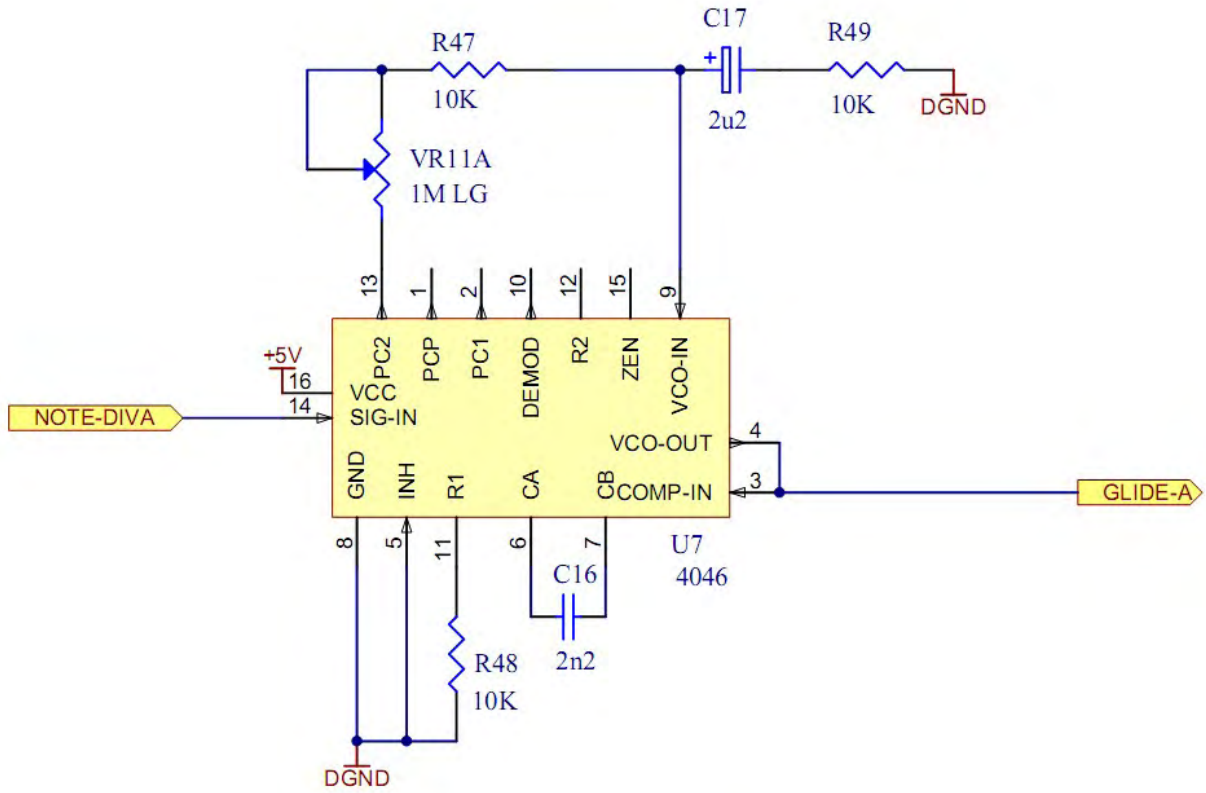 C17
R47
R49
+
10K
2u2
10K
DGND
VR11A
1M LG
13
1
2
10
12
15
9
PC2
PCP
PC1
DEMOD
R2
ZEN
VCO-IN
+5V
16
VCC
NOTE-DIVA
14
SIG-IN
VCO-OUT
4
GND
INH
R1
CA
CB
COMP-IN
3
GLIDE-A
8
5
11
6
7
U7
4046
C16
2n2
R48
10K
DGND